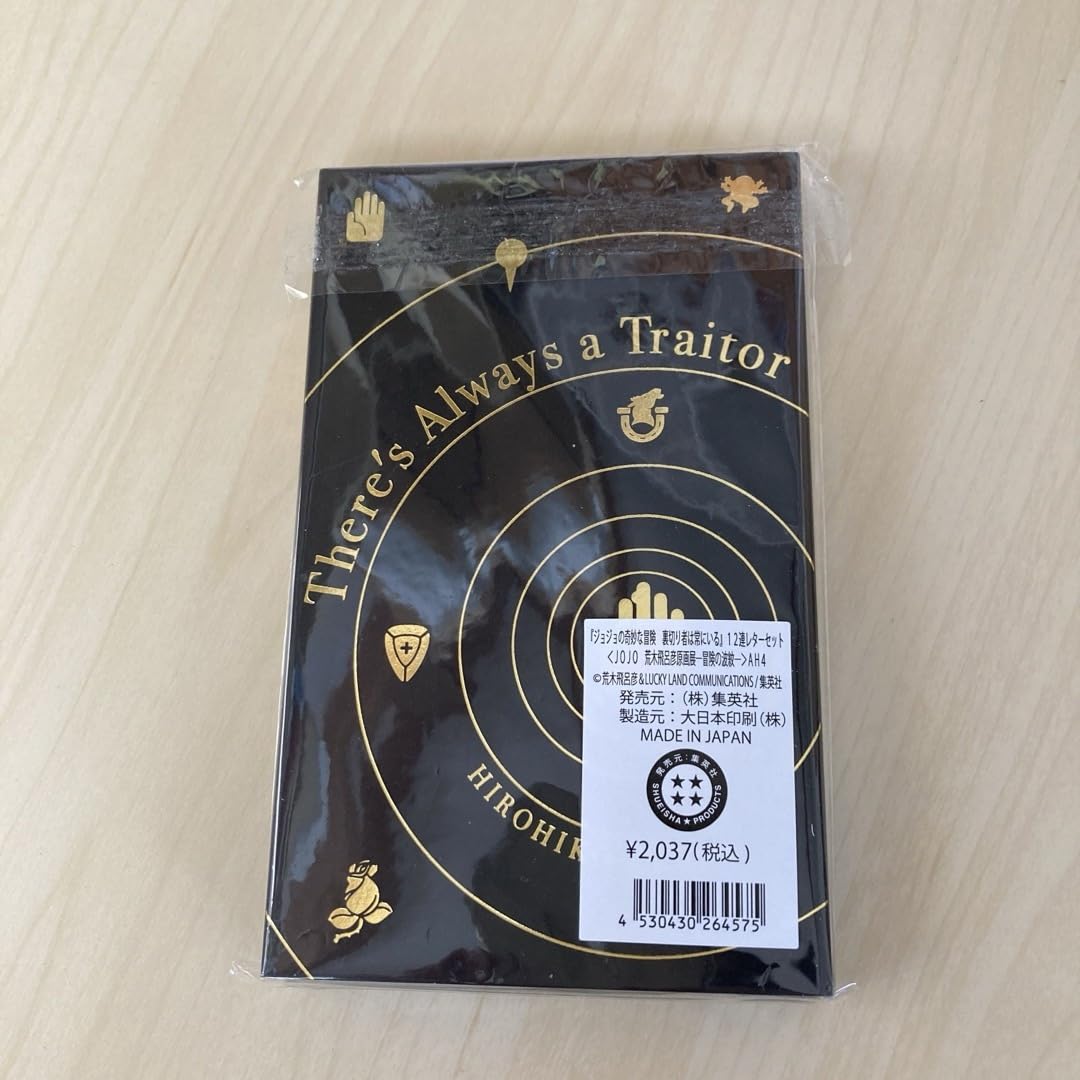 There's Always a Traitor
HIROHIK
『ジョジョの奇妙な冒険 裏切り者は常にいる』12連レターセット
<JOJO 荒木飛呂彦原画展―冒険の波紋―>AH4
©荒木飛呂彦&LUCKY LAND COMMUNICATIONS/集英社
発売元:(株)集英社
製造元:大日本印刷(株)
MADE IN JAPAN
発売元:集英社
SHUEISHA★PRODUCTS
¥2,037(税込)
4 530430 264575